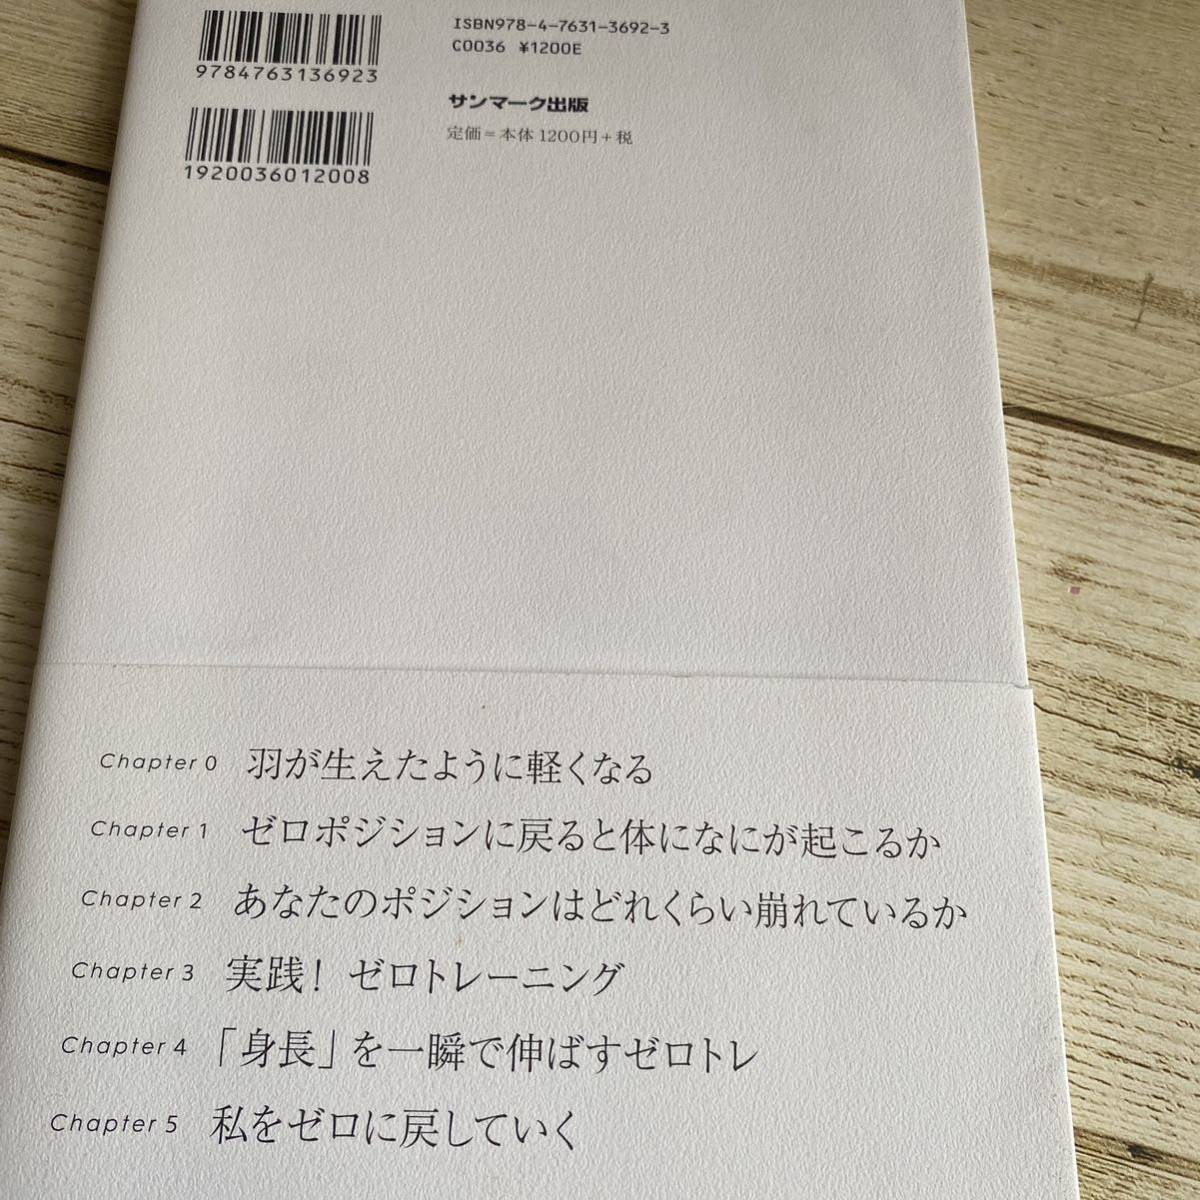 9784763136923
1920036012008
ISBN978-4-7631-3692-3
C0036 ¥1200E
サンマーク出版
定価＝本体1200円＋税
Chapter 0 羽が生えたように軽くなる
Chapter 1 ゼロポジションに戻ると体になにが起こるか
Chapter 2 あなたのポジションはどれくらい崩れているか
Chapter 3 実践！ ゼロトレーニング
Chapter 4 「身長」を一瞬で伸ばすゼロトレ
Chapter 5 私をゼロに戻していく